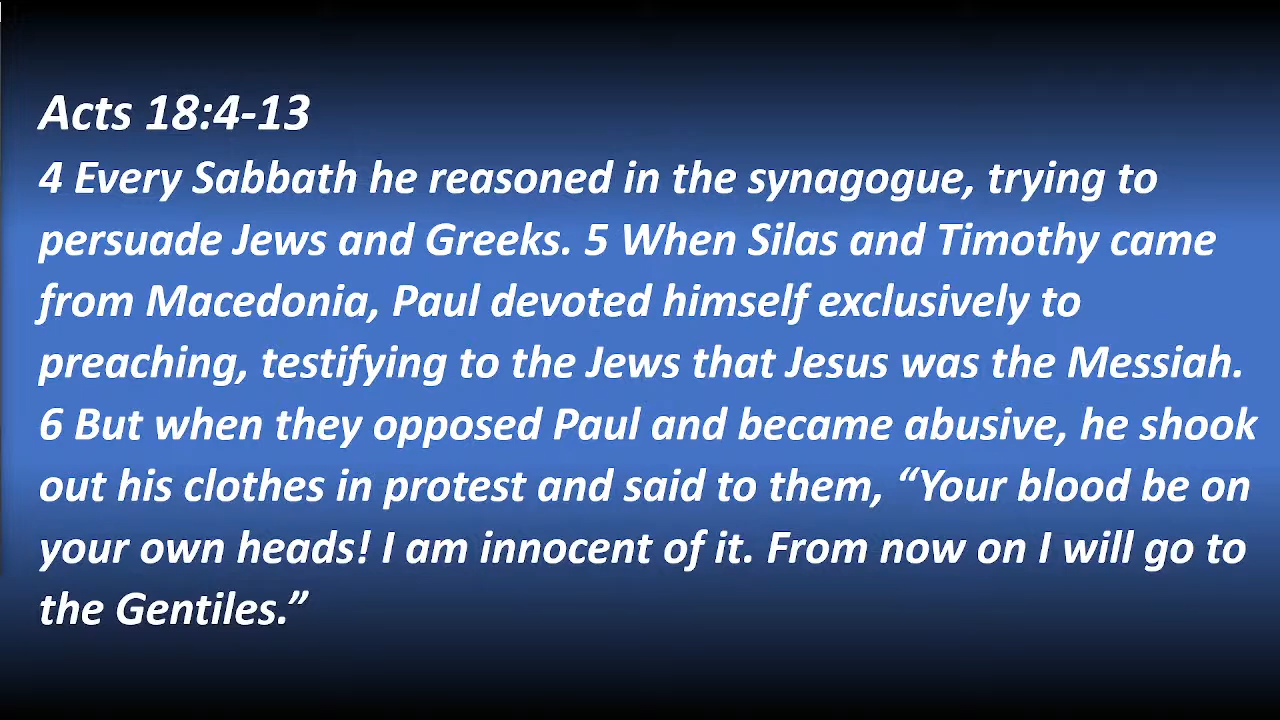 Acts 18:4-13
4 Every Sabbath he reasoned in the synagogue, trying to
persuade Jews and Greeks. 5 When Silas and Timothy came
from Macedonia, Paul devoted himself exclusively to
preaching, testifying to the Jews that Jesus was the Messiah.
6 But when they opposed Paul and became abusive, he shook
out his clothes in protest and said to them, “Your blood be on
your own heads! I am innocent of it. From now on I will go to
the Gentiles.”